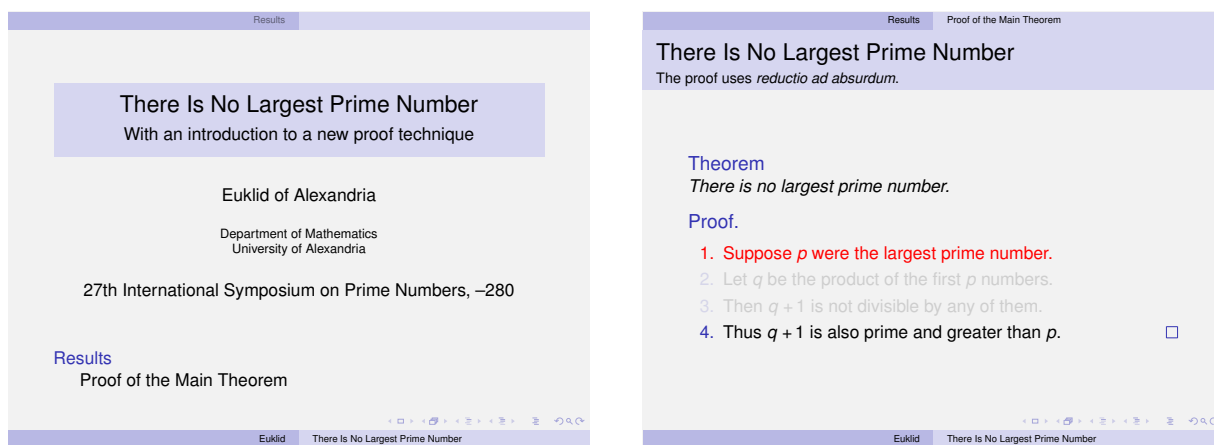 Results
There Is No Largest Prime Number
With an introduction to a new proof technique
Euklid of Alexandria
Department of Mathematics
University of Alexandria
27th International Symposium on Prime Numbers, –280
Results
Proof of the Main Theorem
Euklid There Is No Largest Prime Number
Results Proof of the Main Theorem
There Is No Largest Prime Number
The proof uses reductio ad absurdum.
Theorem
There is no largest prime number.
Proof.
1. Suppose p were the largest prime number.
2. Let q be the product of the first p numbers.
3. Then q + 1 is not divisible by any of them.
4. Thus q + 1 is also prime and greater than p.
Euklid There Is No Largest Prime Number